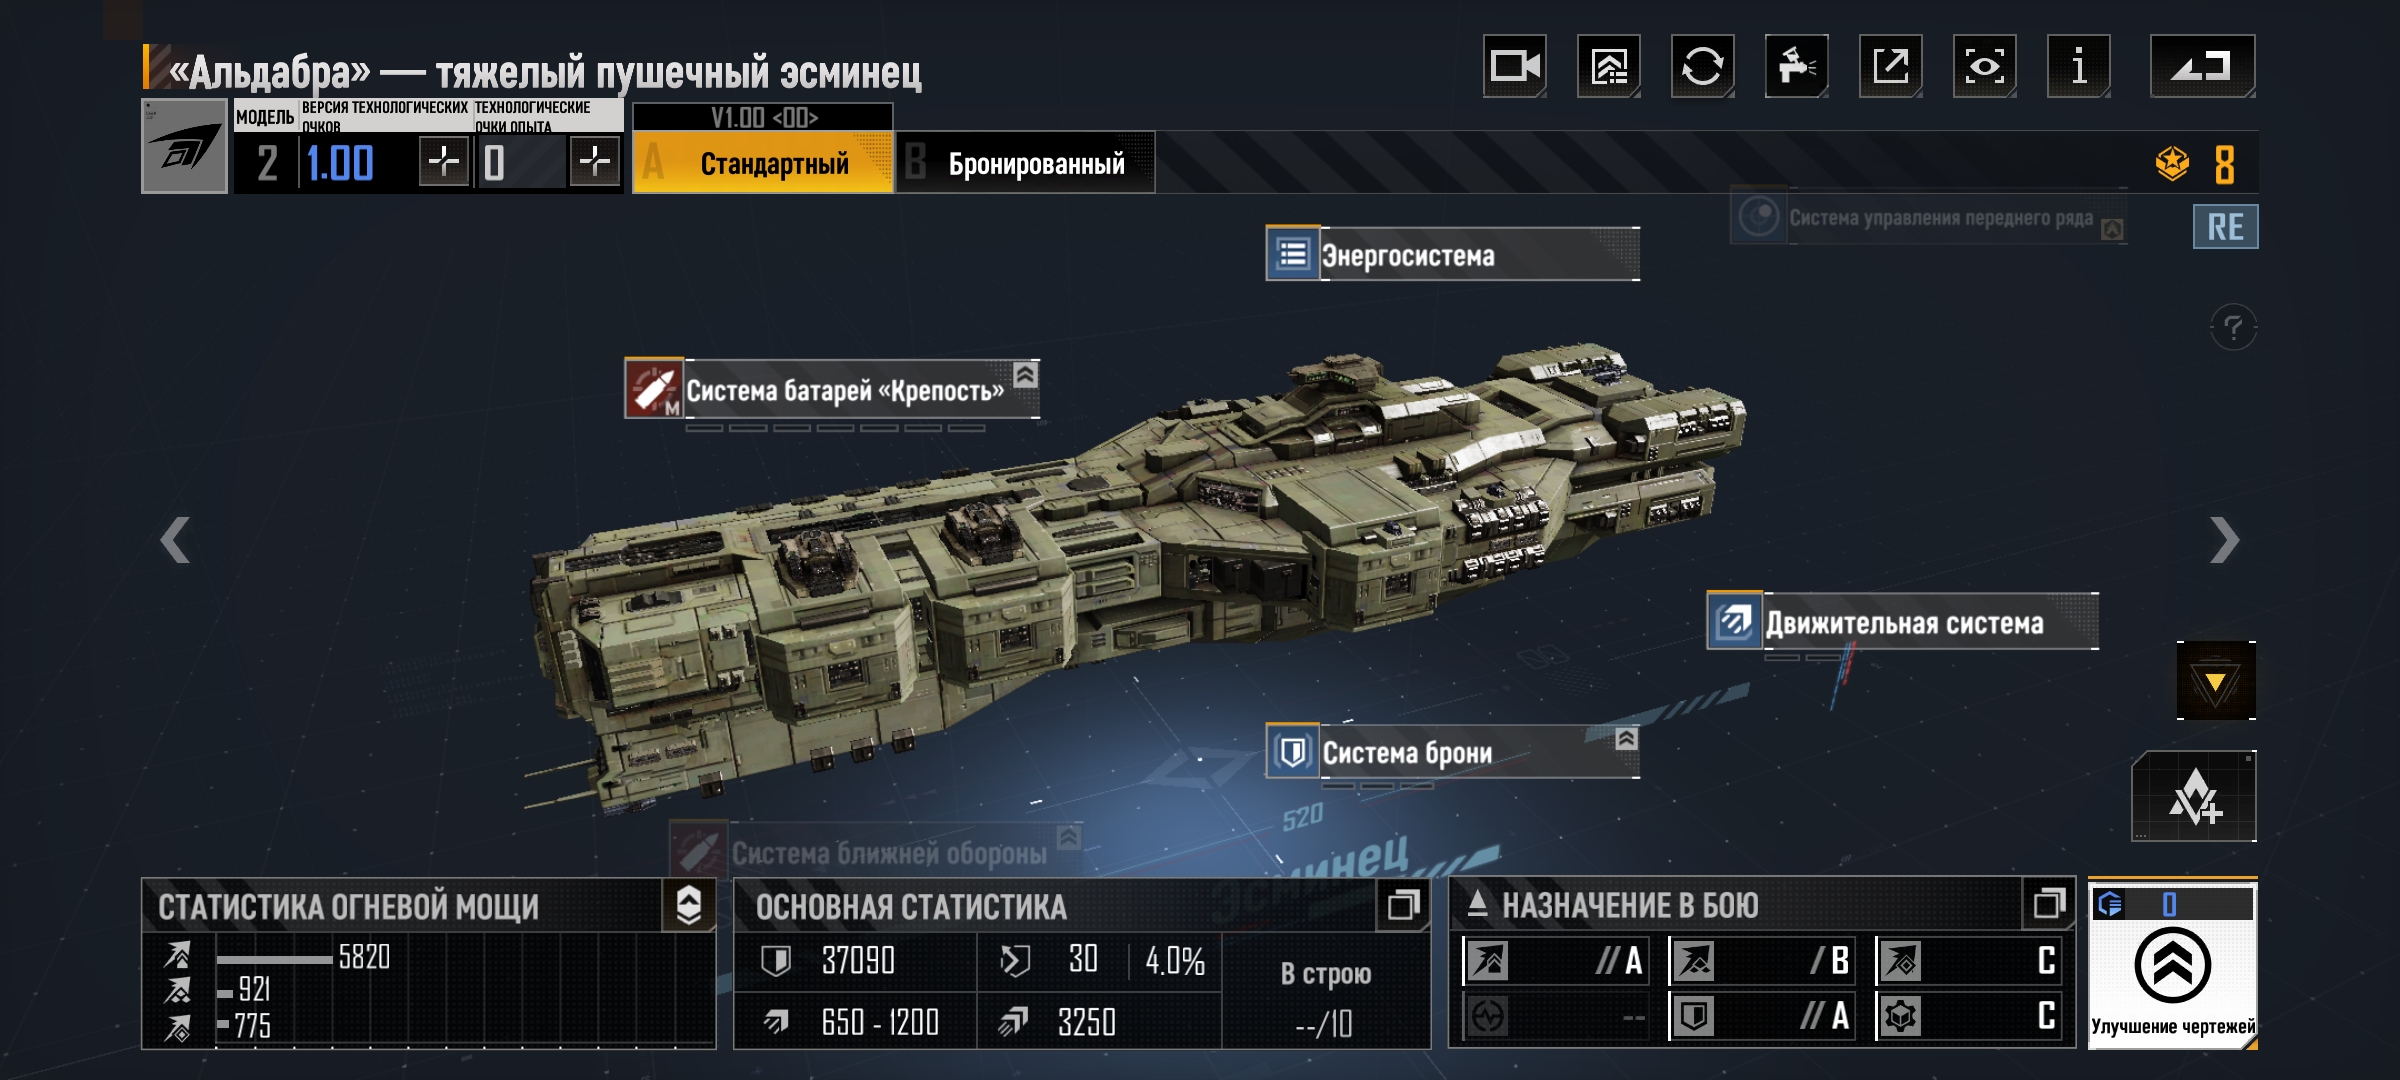 «Альдабра» — тяжелый пушечный эсминец
МОДЕЛЬ
ВЕРСИЯ ТЕХНОЛОГИЧЕСКИХ ОЧКОВ
ТЕХНОЛОГИЧЕСКИЕ ОЧКИ ОПЫТА
2
1.00
0
V1.00 <00>
A Стандартный
B Бронированный
8
RE
Система управления переднего ряда
Энергосистема
?
M
Система батарей «Крепость»
Движительная система
Система брони
520
Эсминец
Система ближней обороны
СТАТИСТИКА ОГНЕВОЙ МОЩИ
5820
921
775
ОСНОВНАЯ СТАТИСТИКА
37090
30
4.0%
650 - 1200
3250
В строю
--/10
НАЗНАЧЕНИЕ В БОЮ
// A
/ B
C
--
// A
C
0
Улучшение чертежей